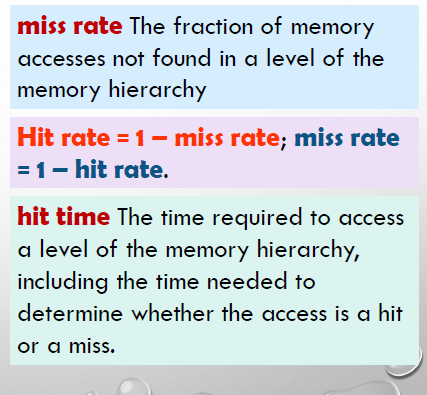 miss rate The fraction of memory
accesses not found in a level of the
memory hierarchy
Hit rate = 1 – miss rate; miss rate
= 1 – hit rate.
hit time The time required to access
a level of the memory hierarchy,
including the time needed to
determine whether the access is a hit
or a miss.